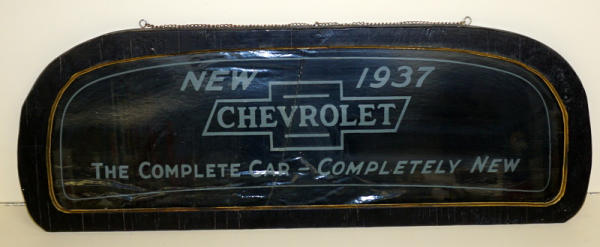 NEW 1937
CHEVROLET
THE COMPLETE CAR - COMPLETELY NEW